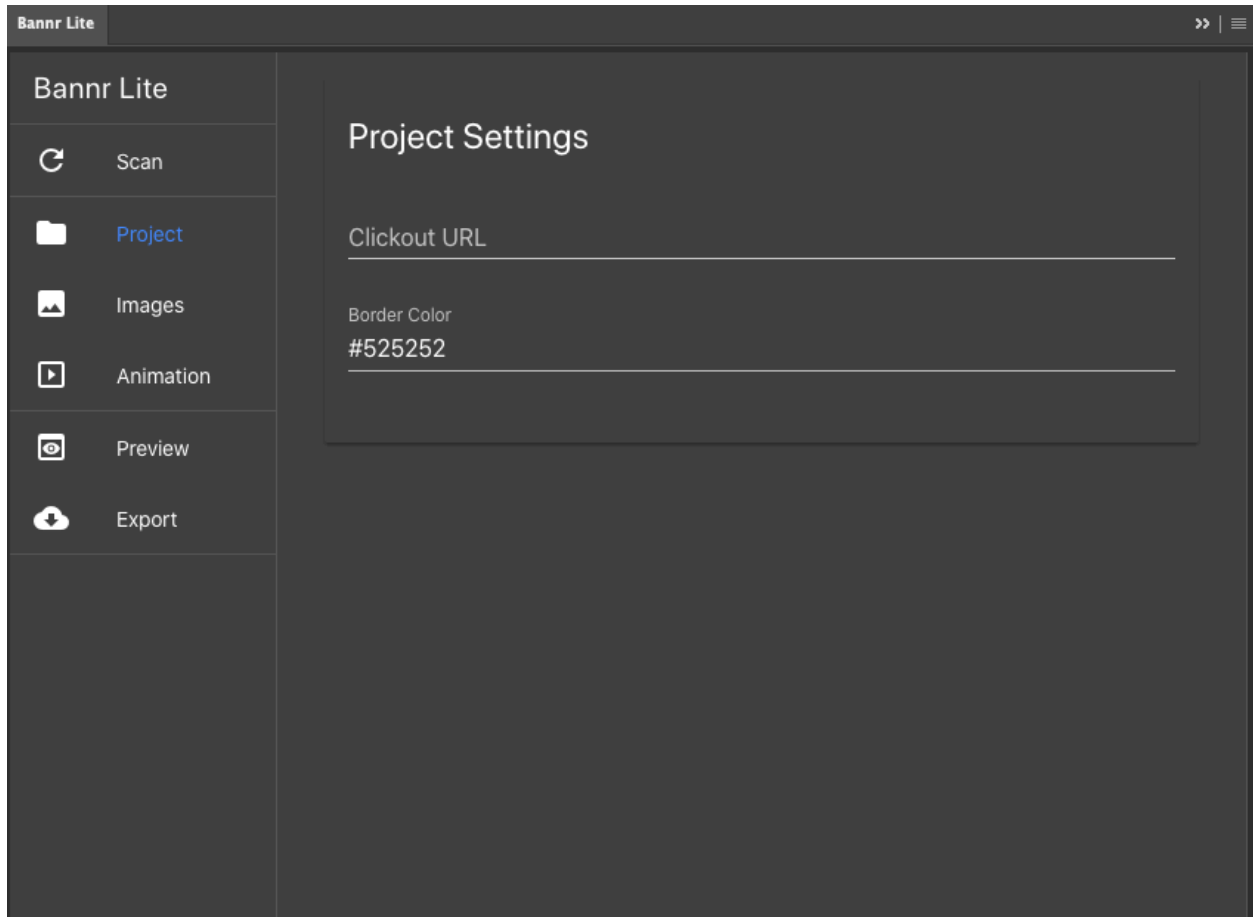 Bannr Lite
Bannr Lite
Scan
Project
Images
Animation
Preview
Export
Project Settings
Clickout URL
Border Color
#525252